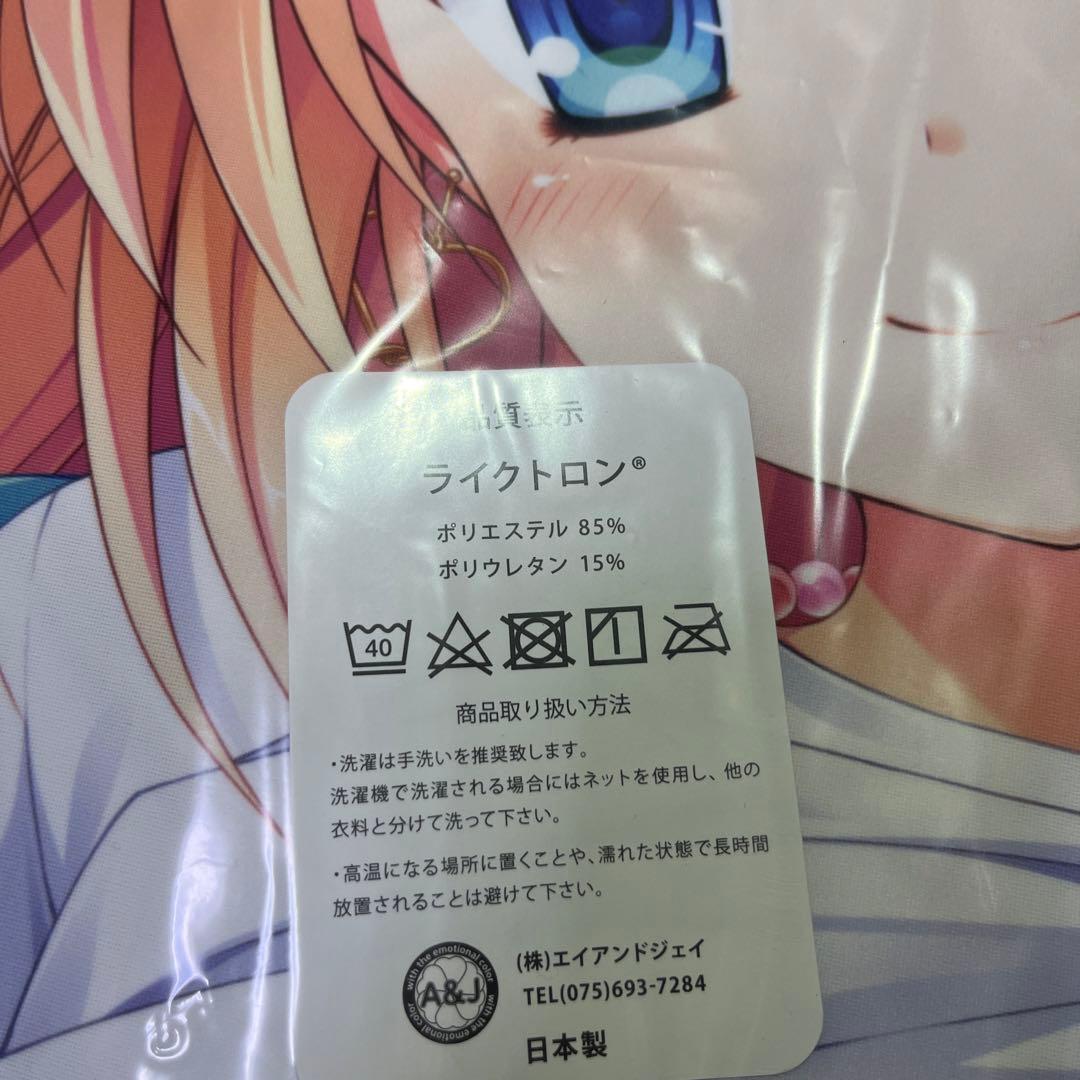 品質表示
ライクトロン®
ポリエステル 85%
ポリウレタン 15%
40
商品取り扱い方法
・洗濯は手洗いを推奨致します。
洗濯機で洗濯される場合にはネットを使用し、他の
衣料と分けて洗って下さい。
・高温になる場所に置くことや、濡れた状態で長時間
放置されることは避けて下さい。
with the emotional color
A&J
with the emotional color
(株)エイアンドジェイ
TEL(075)693-7284
日本製